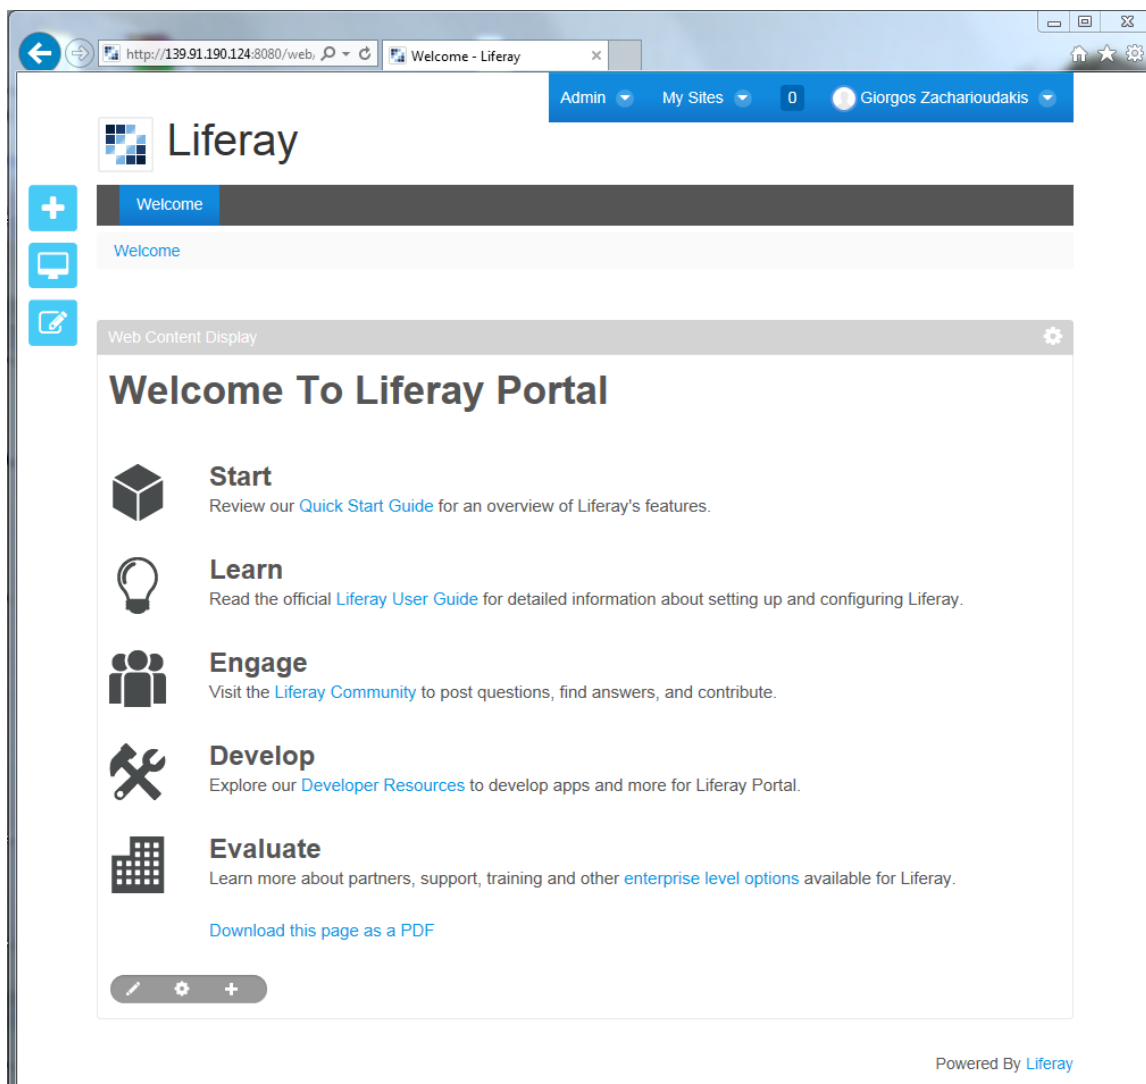 http://139.91.190.124:8080/web, Welcome - Liferay
Admin My Sites 0 Giorgos Zacharioudakis
Liferay
Welcome
Welcome
Web Content Display
Welcome To Liferay Portal
Start
Review our Quick Start Guide for an overview of Liferay's features.
Learn
Read the official Liferay User Guide for detailed information about setting up and configuring Liferay.
Engage
Visit the Liferay Community to post questions, find answers, and contribute.
Develop
Explore our Developer Resources to develop apps and more for Liferay Portal.
Evaluate
Learn more about partners, support, training and other enterprise level options available for Liferay.
Download this page as a PDF
Powered By Liferay